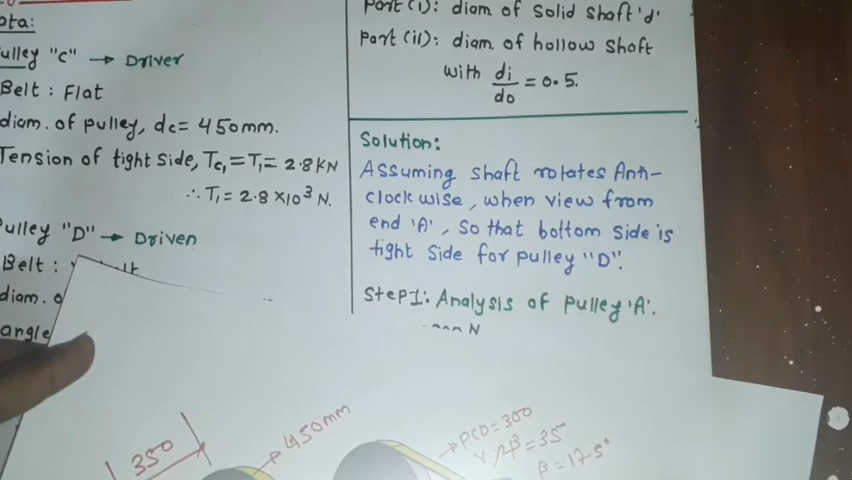 ata:
ulley "C" → Driver
Belt : Flat
diam. of pulley, dc = 450mm.
Tension of tight side, Tc₁ = T₁ = 2.8 KN
∴ T₁ = 2.8 × 10³ N.
ulley "D" → Driven
Belt :
diam. o
angle
Part (i): diam. of Solid Shaft 'd'
Part (ii): diam. of hollow shaft
with di/do = 0.5.
Solution:
Assuming shaft rotates Anti-
clockwise, when view from
end 'A', so that bottom side is
tight side for pulley "D".
Step 1: Analysis of pulley 'A'.
N
350
450mm
PCD = 300
2β = 35°
β = 17.5°